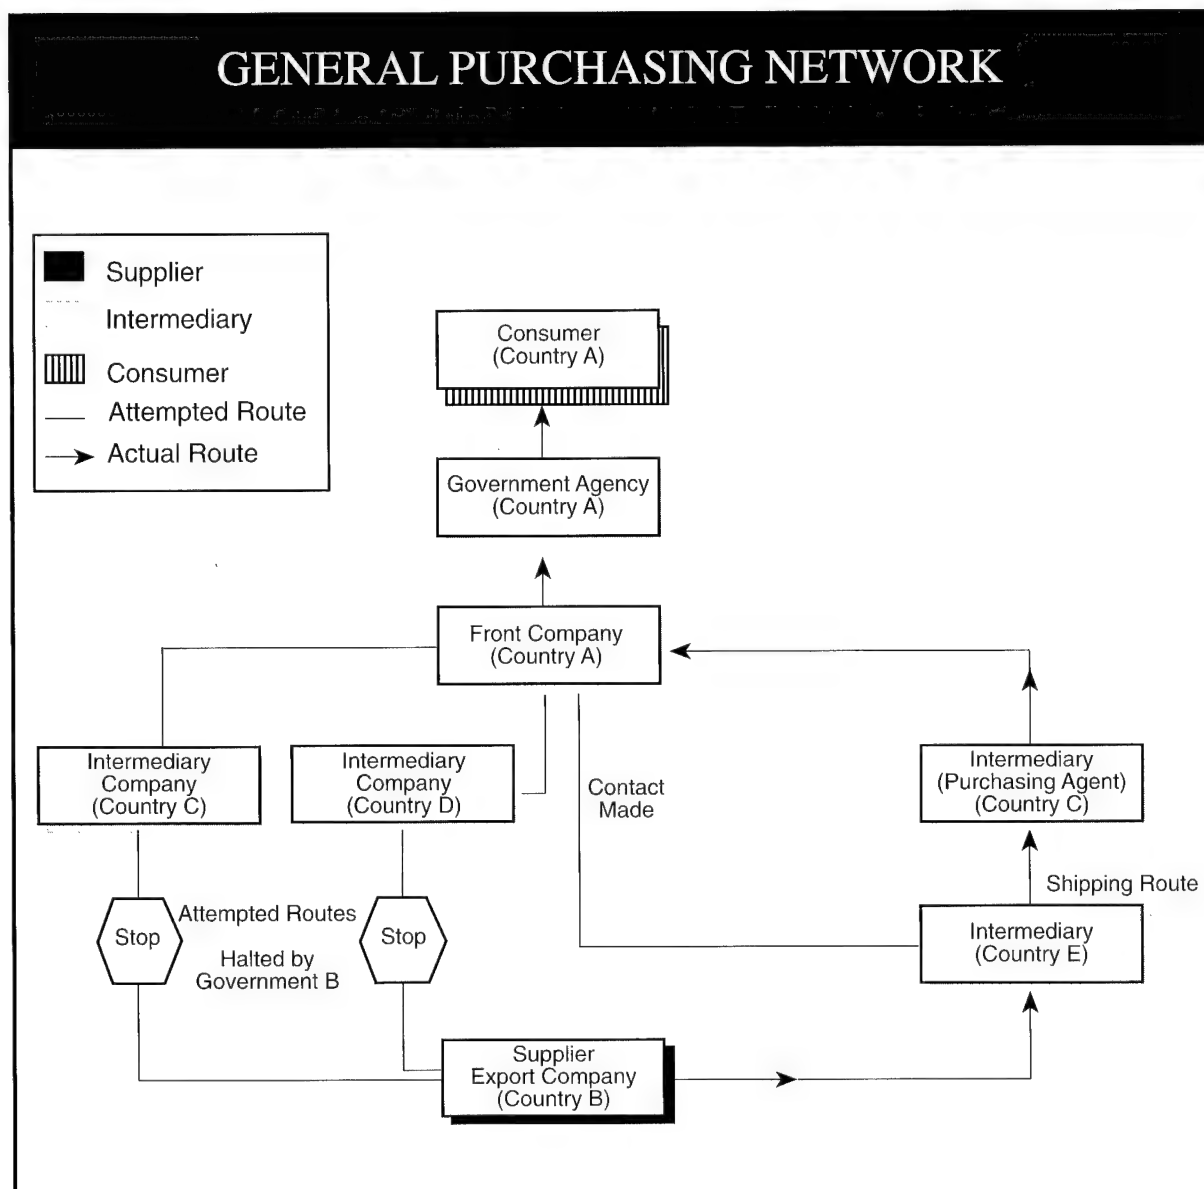 GENERAL PURCHASING NETWORK
Supplier
Intermediary
Consumer
Attempted Route
Actual Route
Consumer
(Country A)
Government Agency
(Country A)
Front Company
(Country A)
Intermediary
Company
(Country C)
Intermediary
Company
(Country D)
Contact
Made
Intermediary
(Purchasing Agent)
(Country C)
Shipping Route
Stop
Attempted Routes
Halted by
Government B
Stop
Intermediary
(Country E)
Supplier
Export Company
(Country B)